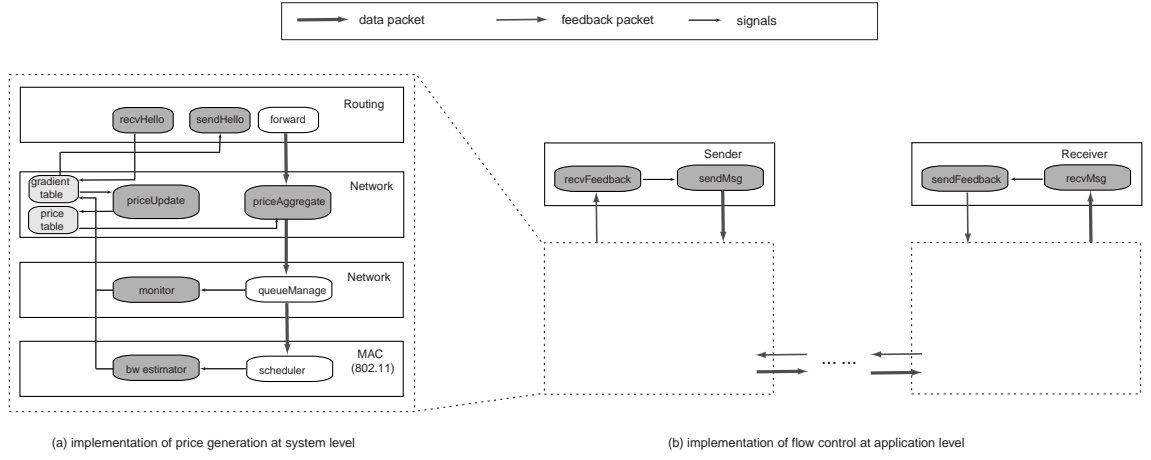 data packet
feedback packet
signals
Routing
recvHello
sendHello
forward
Network
gradient
table
priceUpdate
priceAggregate
price
table
Network
monitor
queueManage
MAC
(802.11)
bw estimator
scheduler
(a) implementation of price generation at system level
Sender
recvFeedback
sendMsg
Receiver
sendFeedback
recvMsg
... ...
(b) implementation of flow control at application level